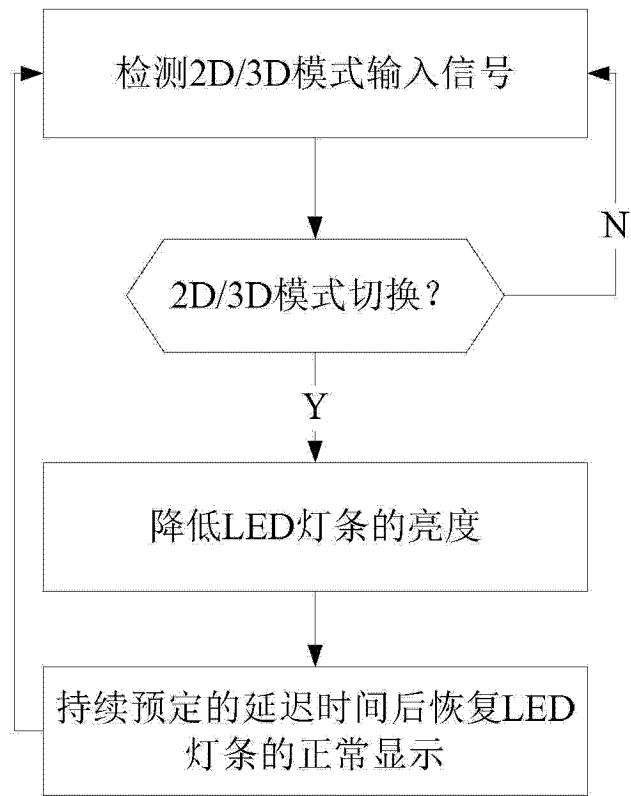 检测2D/3D模式输入信号
N
2D/3D模式切换？
Y
降低LED灯条的亮度
持续预定的延迟时间后恢复LED
灯条的正常显示